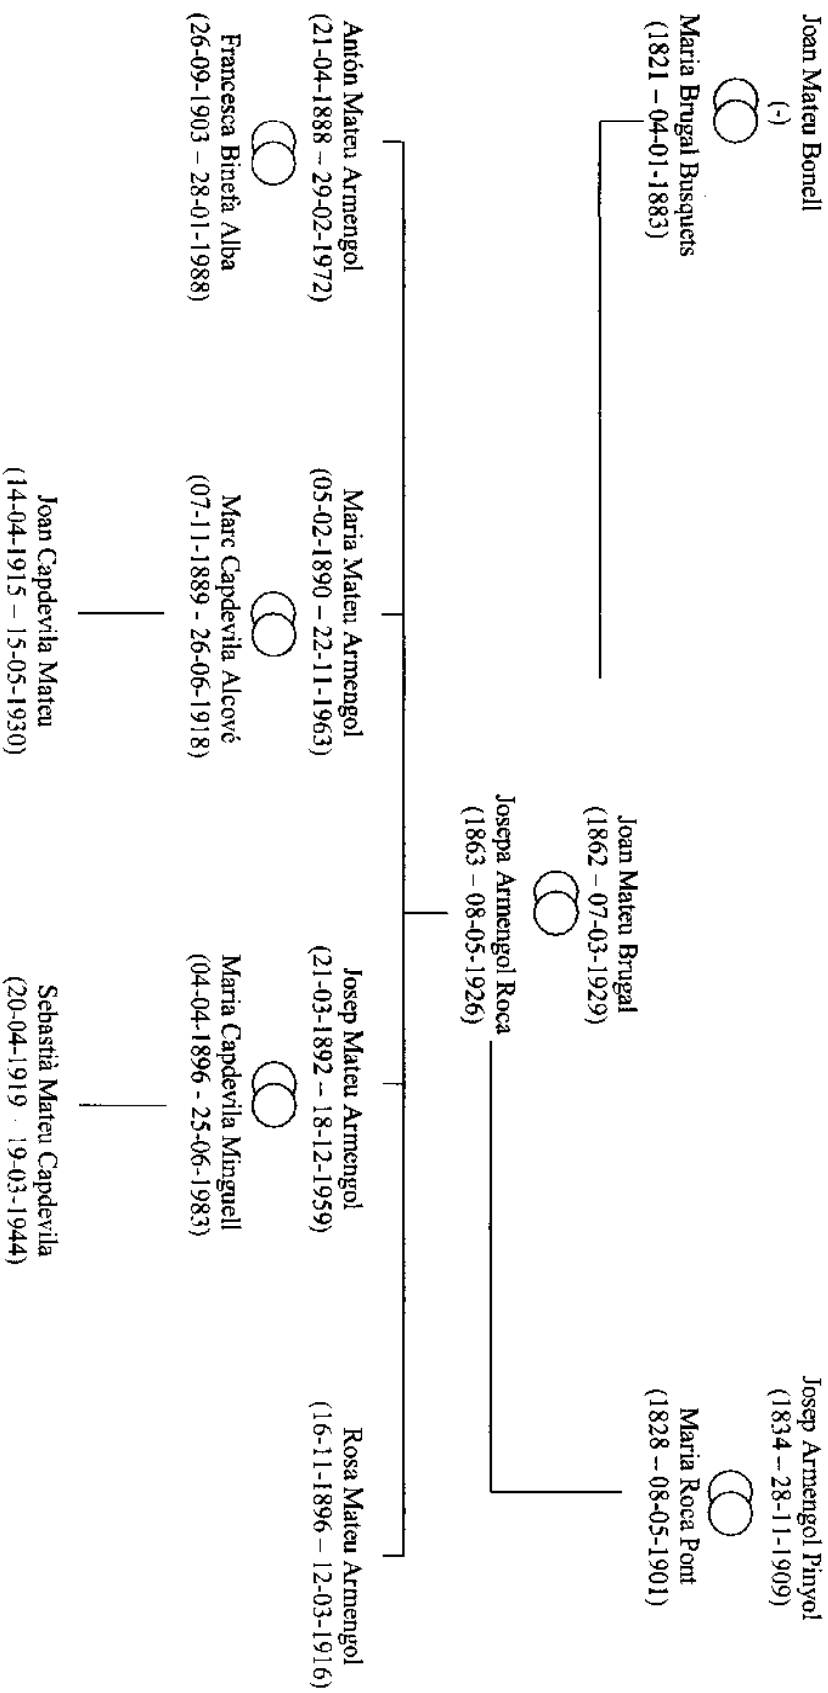 Joan Mateu Bonell
(-)
Maria Brugal Busquets
(1821 – 04-01-1883)
Josep Armengol Pinyol
(1834 – 28-11-1909)
Maria Roca Pont
(1828 – 08-05-1901)
Joan Mateu Brugal
(1862 – 07-03-1929)
Josepa Armengol Roca
(1863 – 08-05-1926)
Antón Mateu Armengol
(21-04-1888 – 29-02-1972)
Francesca Binefa Alba
(26-09-1903 – 28-01-1988)
Maria Mateu Armengol
(05-02-1890 – 22-11-1963)
Marc Capdevila Alcové
(07-11-1889 - 26-06-1918)
Joan Capdevila Mateu
(14-04-1915 – 15-05-1930)
Josep Mateu Armengol
(21-03-1892 – 18-12-1959)
Maria Capdevila Minguell
(04-04-1896 - 25-06-1983)
Sebastià Mateu Capdevila
(20-04-1919 - 19-03-1944)
Rosa Mateu Armengol
(16-11-1896 – 12-03-1916)